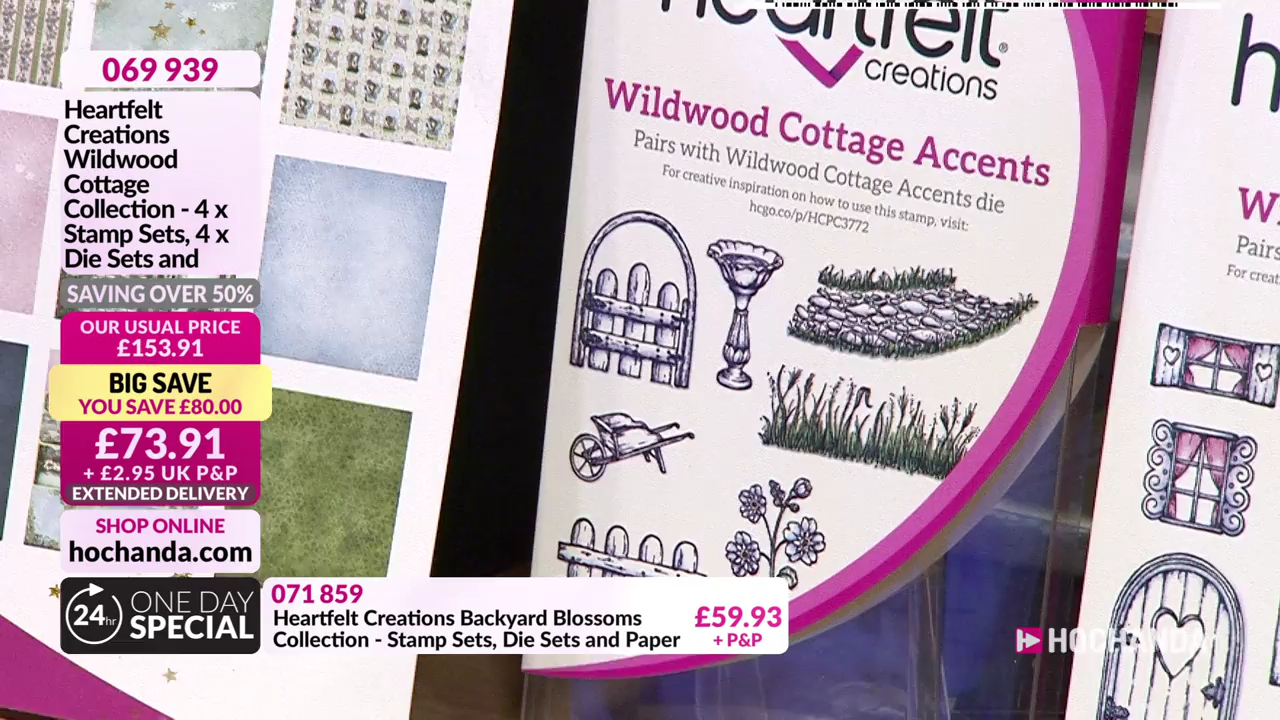 069 939
Heartfelt
Creations
Wildwood
Cottage
Collection - 4 x
Stamp Sets, 4 x
Die Sets and
SAVING OVER 50%
OUR USUAL PRICE
£153.91
BIG SAVE
YOU SAVE £80.00
£73.91
+ £2.95 UK P&P
EXTENDED DELIVERY
SHOP ONLINE
hochanda.com
24hr
ONE DAY
SPECIAL
071 859
Heartfelt Creations Backyard Blossoms
Collection - Stamp Sets, Die Sets and Paper
£59.93
+ P&P
heartfelt®
creations
Wildwood Cottage Accents
Pairs with Wildwood Cottage Accents die
For creative inspiration on how to use this stamp, visit:
hcgo.co/p/HCPC3772
h
W
Pairs
For creat
HOCHANDA